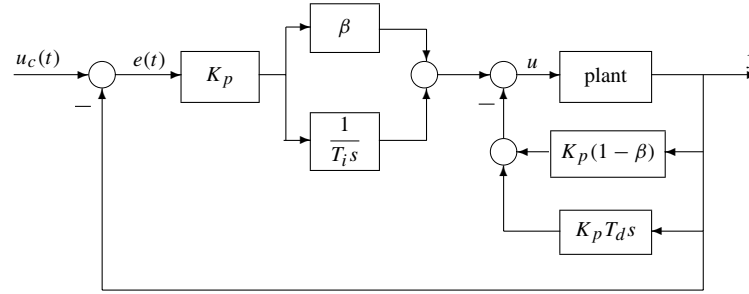 β
u_c(t)
e(t)
K_p
u
plant
−
−
1
T_i s
K_p(1 − β)
K_p T_d s